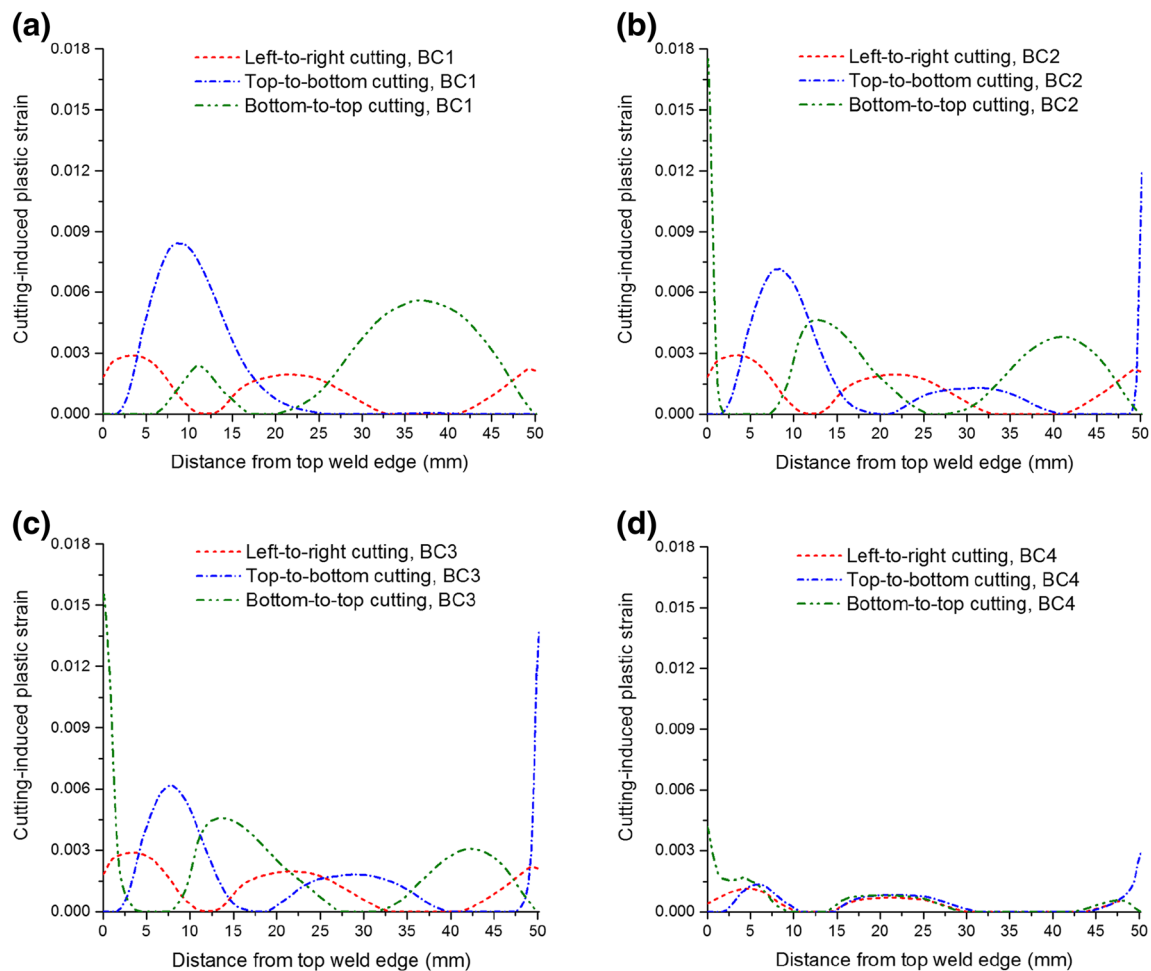 (a)
Left-to-right cutting, BC1
Top-to-bottom cutting, BC1
Bottom-to-top cutting, BC1
Cutting-induced plastic strain
0.018
0.015
0.012
0.009
0.006
0.003
0.000
0 5 10 15 20 25 30 35 40 45 50
Distance from top weld edge (mm)
(b)
Left-to-right cutting, BC2
Top-to-bottom cutting, BC2
Bottom-to-top cutting, BC2
Cutting-induced plastic strain
0.018
0.015
0.012
0.009
0.006
0.003
0.000
0 5 10 15 20 25 30 35 40 45 50
Distance from top weld edge (mm)
(c)
Left-to-right cutting, BC3
Top-to-bottom cutting, BC3
Bottom-to-top cutting, BC3
Cutting-induced plastic strain
0.018
0.015
0.012
0.009
0.006
0.003
0.000
0 5 10 15 20 25 30 35 40 45 50
Distance from top weld edge (mm)
(d)
Left-to-right cutting, BC4
Top-to-bottom cutting, BC4
Bottom-to-top cutting, BC4
Cutting-induced plastic strain
0.018
0.015
0.012
0.009
0.006
0.003
0.000
0 5 10 15 20 25 30 35 40 45 50
Distance from top weld edge (mm)